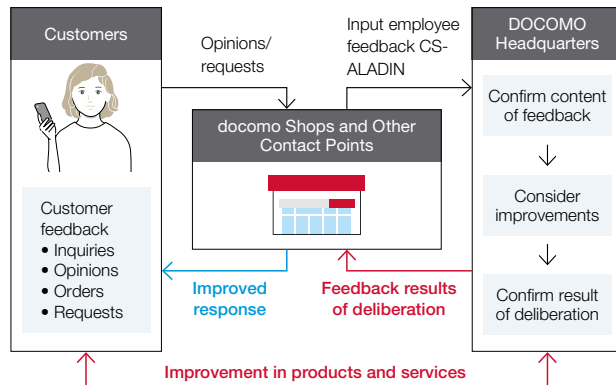 Customers
Customer
feedback
• Inquiries
• Opinions
• Orders
• Requests
Opinions/
requests
Input employee
feedback CS-
ALADIN
docomo Shops and Other
Contact Points
Improved
response
Feedback results
of deliberation
DOCOMO
Headquarters
Confirm content
of feedback
Consider
improvements
Confirm result
of deliberation
Improvement in products and services